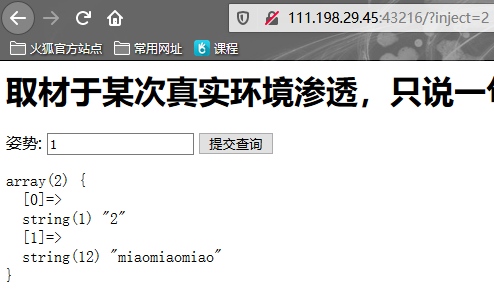 111.198.29.45:43216/?inject=2
火狐官方站点 常用网址 课程
取材于某次真实环境渗透，只说一
姿势: 1 提交查询
array(2) {
[0]=>
string(1) "2"
[1]=>
string(12) "miaomiaomiao"
}